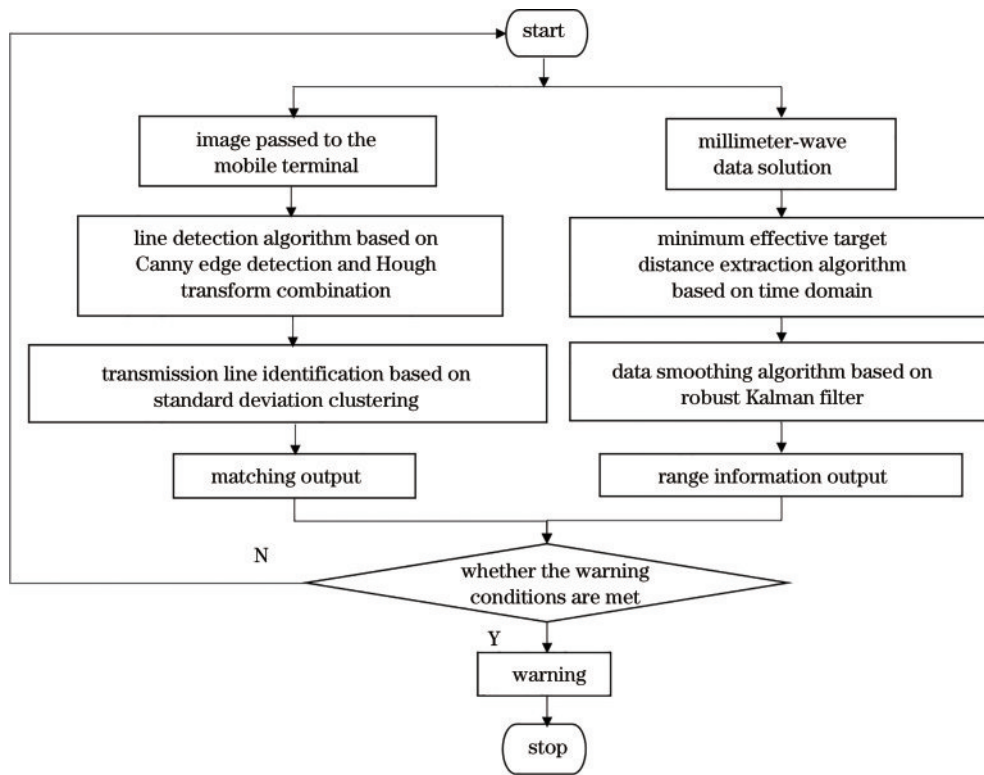 start
image passed to the
mobile terminal
line detection algorithm based on
Canny edge detection and Hough
transform combination
transmission line identification based on
standard deviation clustering
matching output
millimeter-wave
data solution
minimum effective target
distance extraction algorithm
based on time domain
data smoothing algorithm based on
robust Kalman filter
range information output
N
whether the warning
conditions are met
Y
warning
stop